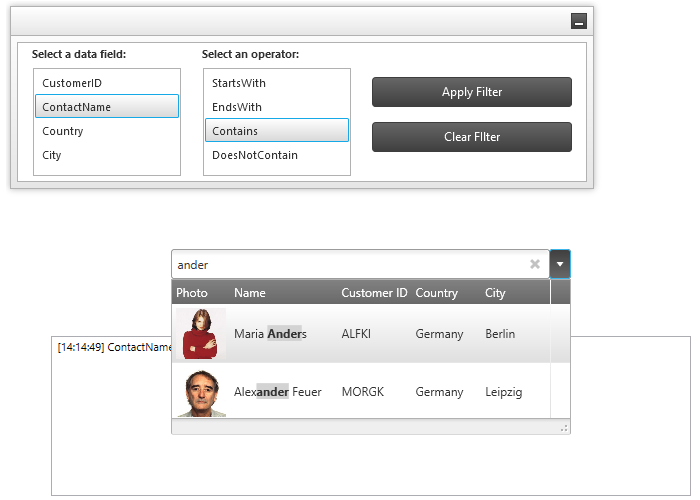 Select a data field: Select an operator:
CustomerID StartsWith
ContactName EndsWith Apply Filter
Country Contains Clear FIlter
City DoesNotContain
ander
Photo Name Customer ID Country City
Maria Anders ALFKI Germany Berlin
[14:14:49] ContactName
Alexander Feuer MORGK Germany Leipzig